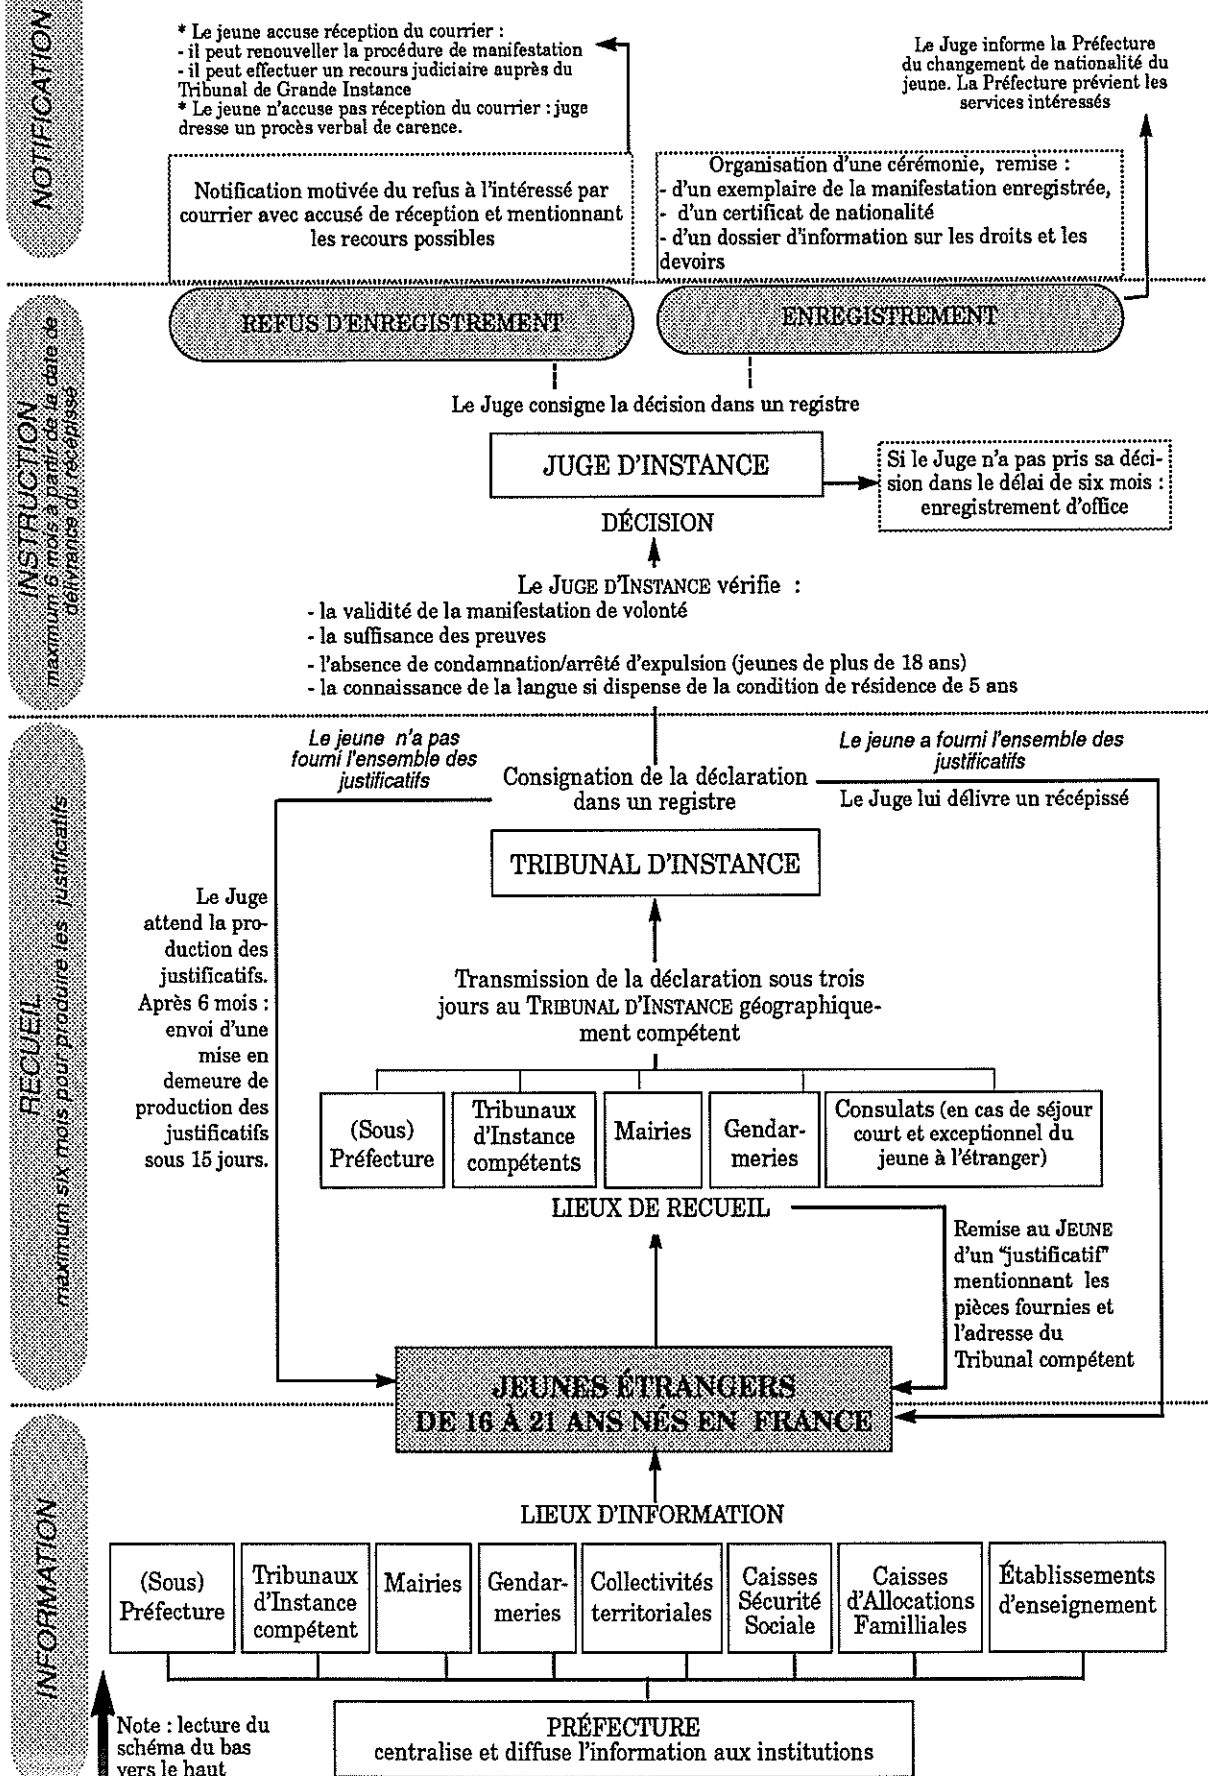 NOTIFICATION
* Le jeune accuse réception du courrier :
- il peut renouveller la procédure de manifestation
- il peut effectuer un recours judiciaire auprès du
Tribunal de Grande Instance
* Le jeune n'accuse pas réception du courrier : juge
dresse un procès verbal de carence.
Le Juge informe la Préfecture
du changement de nationalité du
jeune. La Préfecture prévient les
services intéressés
Notification motivée du refus à l'intéressé par
courrier avec accusé de réception et mentionnant
les recours possibles
Organisation d'une cérémonie, remise :
- d'un exemplaire de la manifestation enregistrée,
- d'un certificat de nationalité
- d'un dossier d'information sur les droits et les
devoirs
INSTRUCTION
maximum 6 mois à partir de la date de
délivrance du récépissé
REFUS D'ENREGISTREMENT
ENREGISTREMENT
Le Juge consigne la décision dans un registre
JUGE D'INSTANCE
Si le Juge n'a pas pris sa déci-
sion dans le délai de six mois :
enregistrement d'office
DÉCISION
Le JUGE D'INSTANCE vérifie :
- la validité de la manifestation de volonté
- la suffisance des preuves
- l'absence de condamnation/arrêté d'expulsion (jeunes de plus de 18 ans)
- la connaissance de la langue si dispense de la condition de résidence de 5 ans
RECUEIL
maximum six mois pour produire les justificatifs
Le jeune n'a pas
fourni l'ensemble des
justificatifs
Consignation de la déclaration
dans un registre
Le jeune a fourni l'ensemble des
justificatifs
Le Juge lui délivre un récépissé
TRIBUNAL D'INSTANCE
Le Juge
attend la pro-
duction des
justificatifs.
Après 6 mois :
envoi d'une
mise en
demeure de
production des
justificatifs
sous 15 jours.
Transmission de la déclaration sous trois
jours au TRIBUNAL D'INSTANCE géographique-
ment compétent
(Sous)
Préfecture
Tribunaux
d'Instance
compétents
Mairies
Gendar-
meries
Consulats (en cas de séjour
court et exceptionnel du
jeune à l'étranger)
LIEUX DE RECUEIL
Remise au JEUNE
d'un "justificatif"
mentionnant les
pièces fournies et
l'adresse du
Tribunal compétent
JEUNES ÉTRANGERS
DE 16 À 21 ANS NÉS EN FRANCE
INFORMATION
LIEUX D'INFORMATION
(Sous)
Préfecture
Tribunaux
d'Instance
compétent
Mairies
Gendar-
meries
Collectivités
territoriales
Caisses
Sécurité
Sociale
Caisses
d'Allocations
Familliales
Établissements
d'enseignement
PRÉFECTURE
centralise et diffuse l'information aux institutions
Note : lecture du
schéma du bas
vers le haut